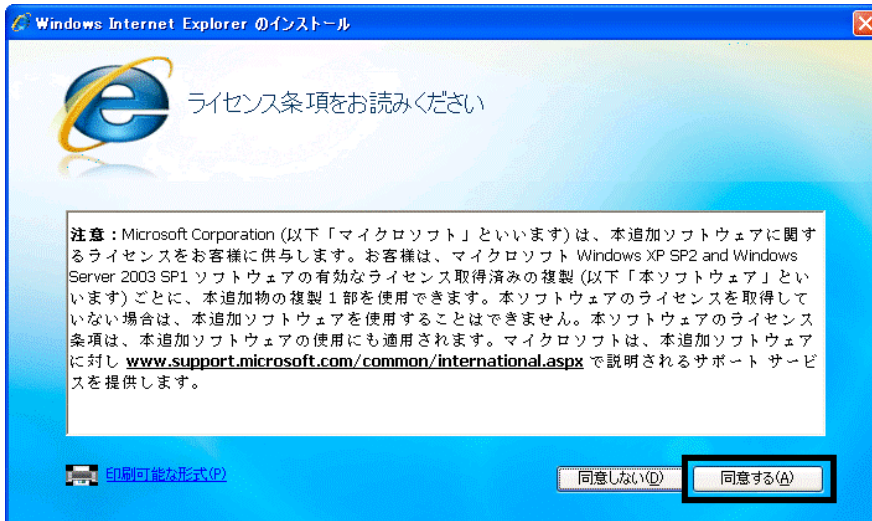 Windows Internet Explorer のインストール
ライセンス条項をお読みください
注意：Microsoft Corporation (以下「マイクロソフト」といいます) は、本追加ソフトウェアに関す
るライセンスをお客様に供与します。お客様は、マイクロソフト Windows XP SP2 and Windows
Server 2003 SP1 ソフトウェアの有効なライセンス取得済みの複製 (以下「本ソフトウェア」とい
います) ごとに、本追加物の複製 1 部を使用できます。本ソフトウェアのライセンスを取得して
いない場合は、本追加ソフトウェアを使用することはできません。本ソフトウェアのライセンス
条項は、本追加ソフトウェアの使用にも適用されます。マイクロソフトは、本追加ソフトウェア
に対し www.support.microsoft.com/common/international.aspx で説明されるサポート サービ
スを提供します。
印刷可能な形式(P)
同意しない(D)
同意する(A)